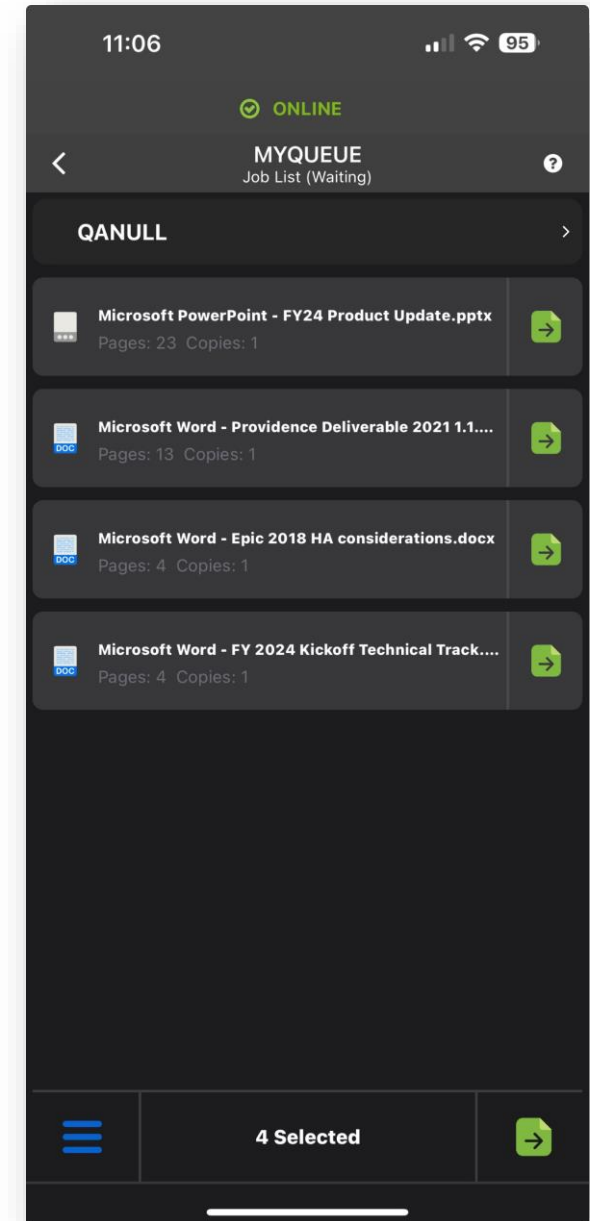 11:06
95
ONLINE
MYQUEUE
?
Job List (Waiting)
QANULL
Microsoft PowerPoint - FY24 Product Update.pptx
Pages: 23 Copies: 1
Microsoft Word - Providence Deliverable 2021 1.1....
DOC
Pages: 13 Copies: 1
Microsoft Word - Epic 2018 HA considerations.docx
DOC
Pages: 4 Copies: 1
Microsoft Word - FY 2024 Kickoff Technical Track....
DOC
Pages: 4 Copies: 1
4 Selected